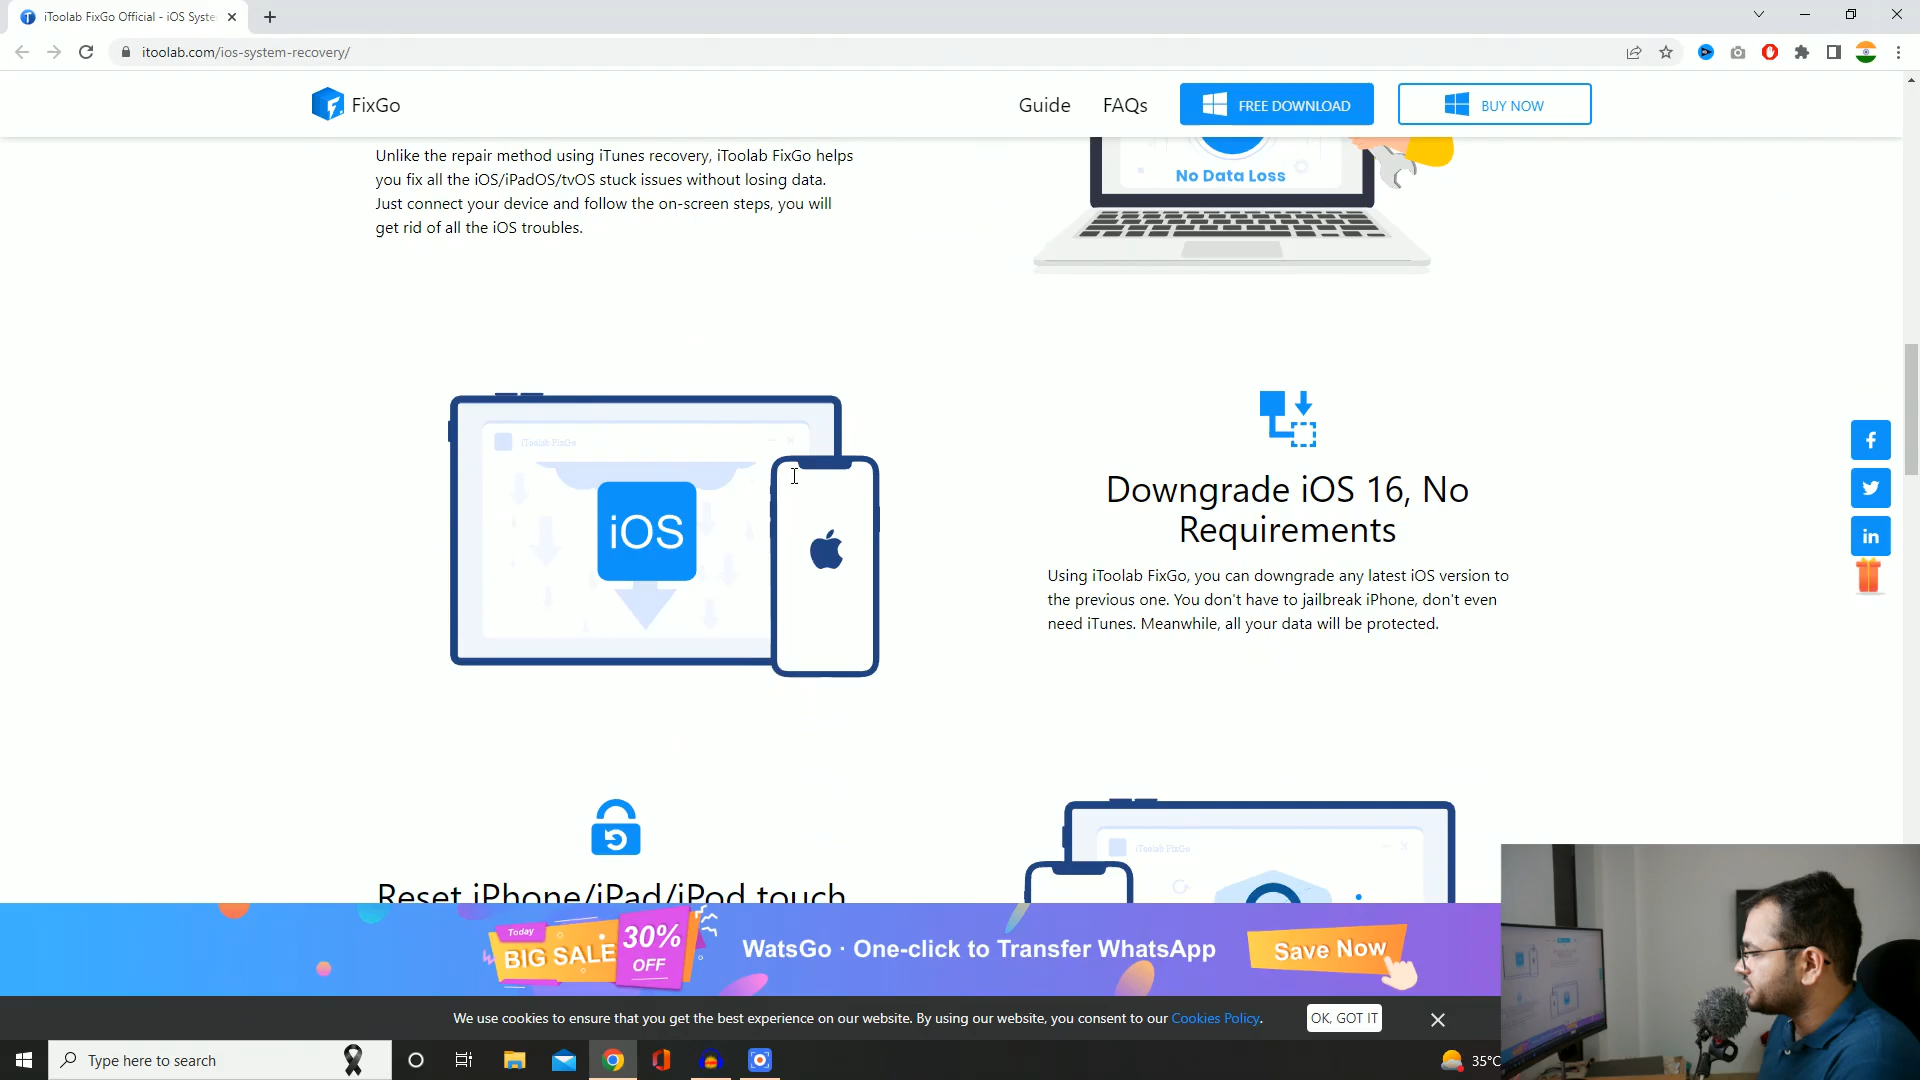 iToolab FixGo Official - iOS Syste
itoolab.com/ios-system-recovery/
FixGo
Guide
FAQs
FREE DOWNLOAD
BUY NOW
Unlike the repair method using iTunes recovery, iToolab FixGo helps
you fix all the iOS/iPadOS/tvOS stuck issues without losing data.
Just connect your device and follow the on-screen steps, you will
get rid of all the iOS troubles.
No Data Loss
iToolab FixGo
iOS
Downgrade iOS 16, No
Requirements
Using iToolab FixGo, you can downgrade any latest iOS version to
the previous one. You don't have to jailbreak iPhone, don't even
need iTunes. Meanwhile, all your data will be protected.
f
in
Reset iPhone/iPad/iPod touch
iToolab FixGo
Today
BIG SALE
30%
OFF
WatsGo · One-click to Transfer WhatsApp
Save Now
We use cookies to ensure that you get the best experience on our website. By using our website, you consent to our Cookies Policy.
OK, GOT IT
Type here to search
35°C